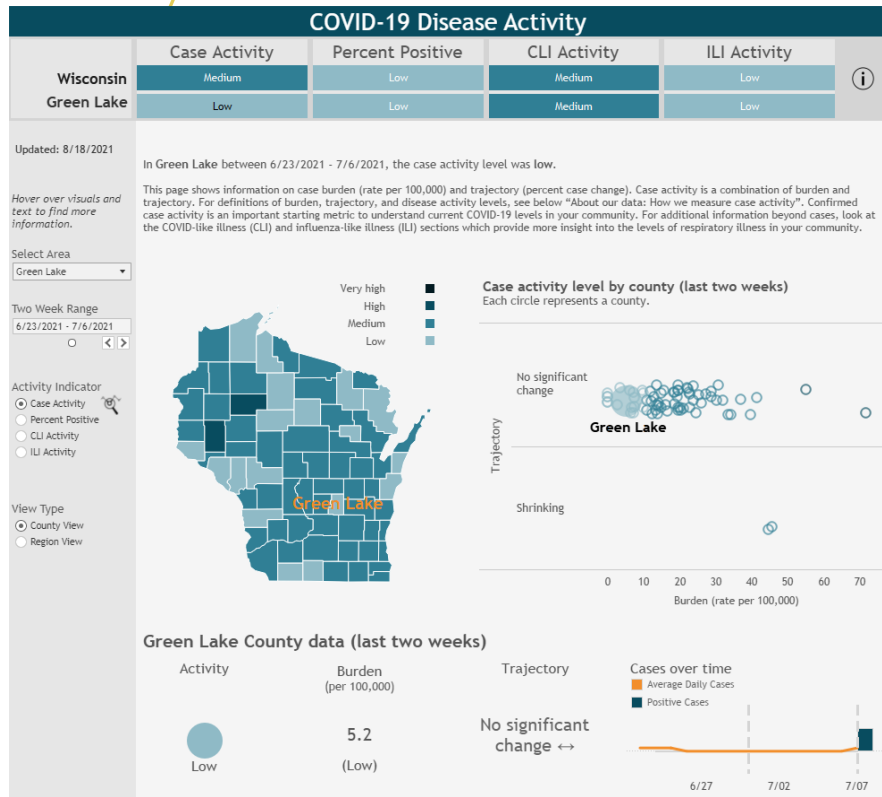 COVID-19 Disease Activity
Case Activity Percent Positive CLI Activity ILI Activity
Wisconsin Medium Low Medium Low
Green Lake Low Low Medium Low
i
Updated: 8/18/2021
Hover over visuals and
text to find more
information.
Select Area
Green Lake
Two Week Range
6/23/2021 - 7/6/2021
< >
Activity Indicator
Case Activity
Percent Positive
CLI Activity
ILI Activity
View Type
County View
Region View
In Green Lake between 6/23/2021 - 7/6/2021, the case activity level was low.
This page shows information on case burden (rate per 100,000) and trajectory (percent case change). Case activity is a combination of burden and
trajectory. For definitions of burden, trajectory, and disease activity levels, see below "About our data: How we measure case activity". Confirmed
case activity is an important starting metric to understand current COVID-19 levels in your community. For additional information beyond cases, look at
the COVID-like illness (CLI) and influenza-like illness (ILI) sections which provide more insight into the levels of respiratory illness in your community.
Very high
High
Medium
Low
Green Lake
Case activity level by county (last two weeks)
Each circle represents a county.
Trajectory
No significant
change
Green Lake
Shrinking
0 10 20 30 40 50 60 70
Burden (rate per 100,000)
Green Lake County data (last two weeks)
Activity
Low
Burden
(per 100,000)
5.2
(Low)
Trajectory
No significant
change ↔
Cases over time
Average Daily Cases
Positive Cases
6/27 7/02 7/07